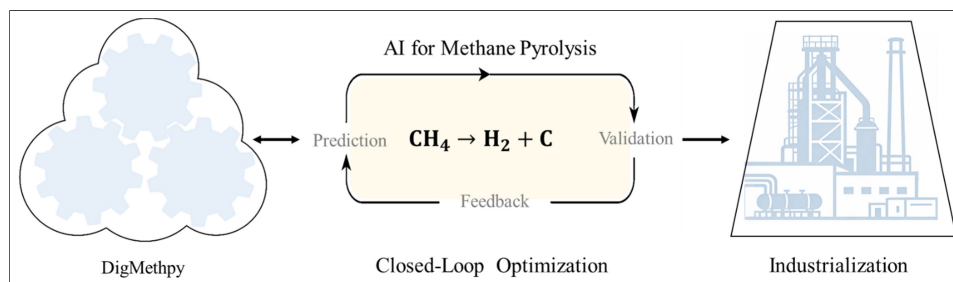 AI for Methane Pyrolysis
Prediction
CH₄ → H₂ + C
Validation
Feedback
DigMethpy
Closed-Loop Optimization
Industrialization